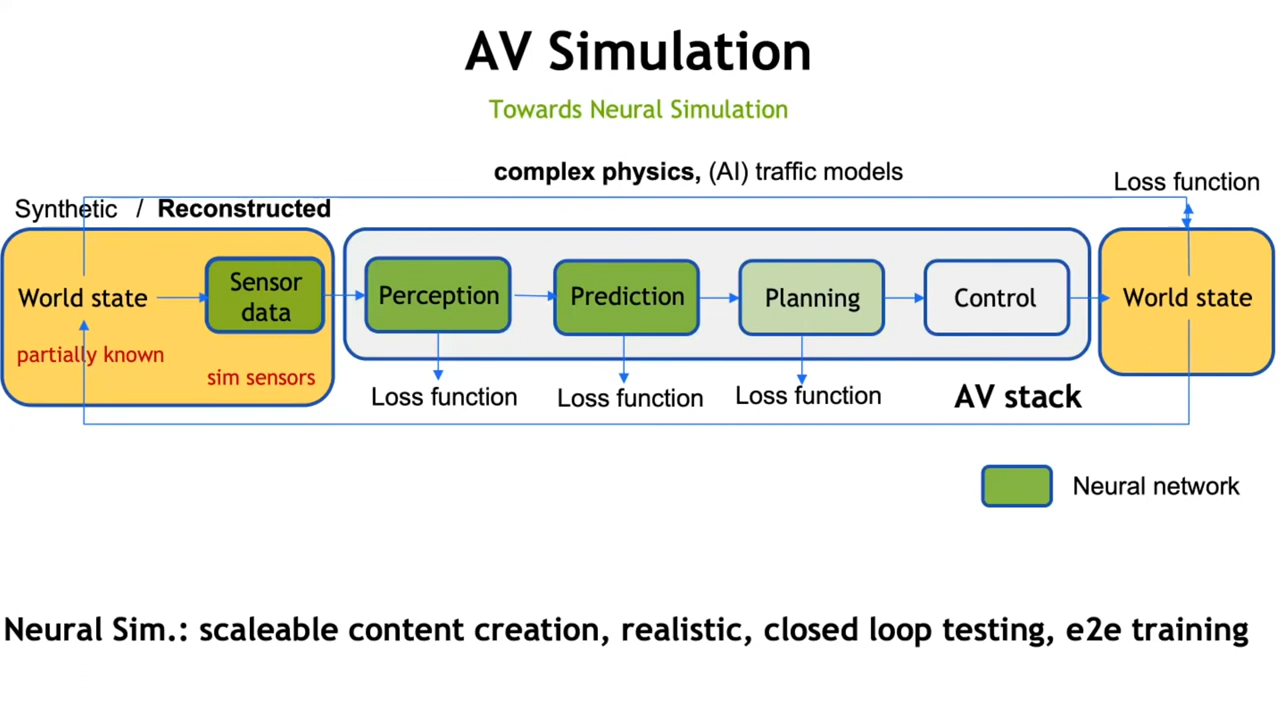 AV Simulation
Towards Neural Simulation
complex physics, (AI) traffic models
Loss function
Synthetic / Reconstructed
World state
Sensor
data
Perception
Prediction
Planning
Control
World state
partially known
sim sensors
Loss function
Loss function
Loss function
AV stack
Neural network
Neural Sim.: scaleable content creation, realistic, closed loop testing, e2e training